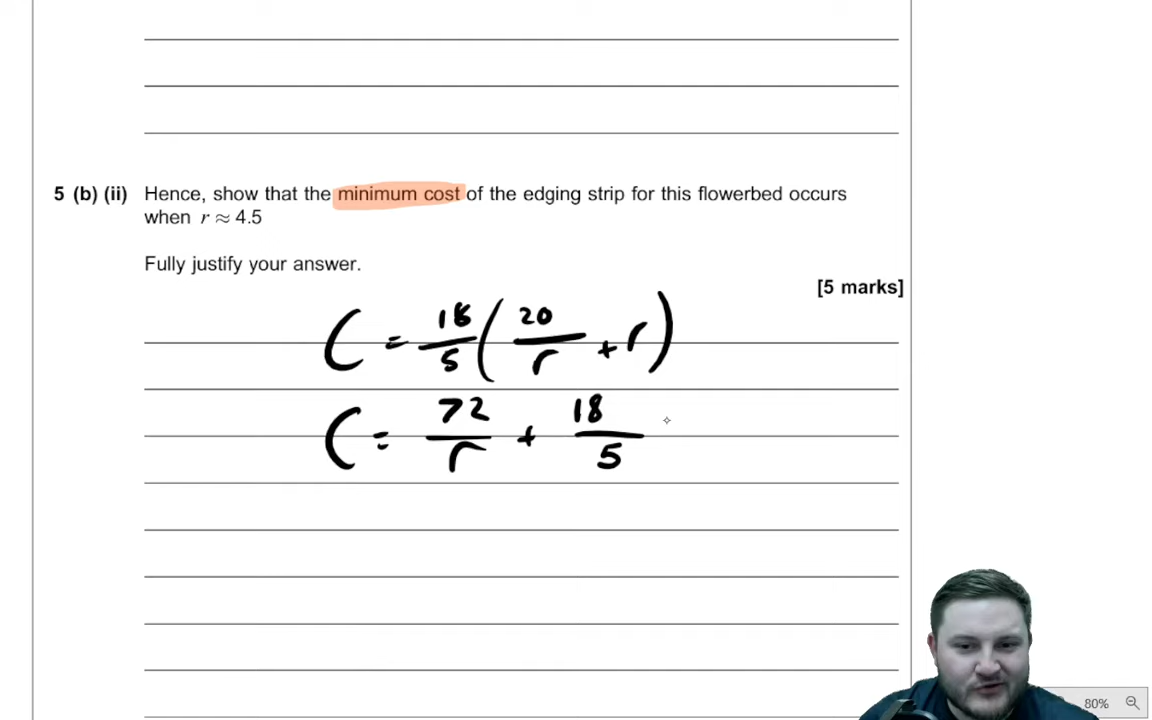 5 (b) (ii) Hence, show that the minimum cost of the edging strip for this flowerbed occurs
when r ≈ 4.5
Fully justify your answer.
[5 marks]
C = 18/5 ( 20/r + r )
C = 72/r + 18/5
80%